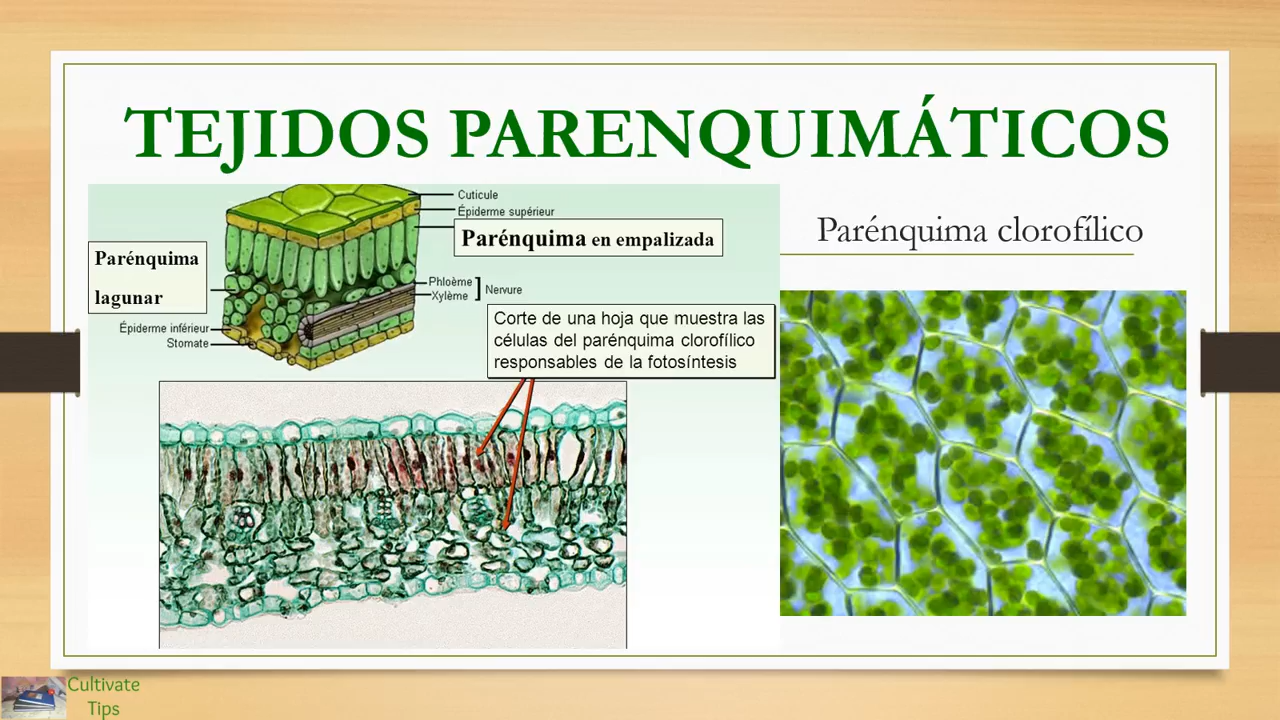 TEJIDOS PARENQUIMÁTICOS
Cuticule
Épiderme supérieur
Parénquima en empalizada
Parénquima
lagunar
Phloème
Xylème
Nervure
Épiderme inférieur
Stomate
Corte de una hoja que muestra las
células del parénquima clorofílico
responsables de la fotosíntesis
Parénquima clorofílico
Cultivate
Tips